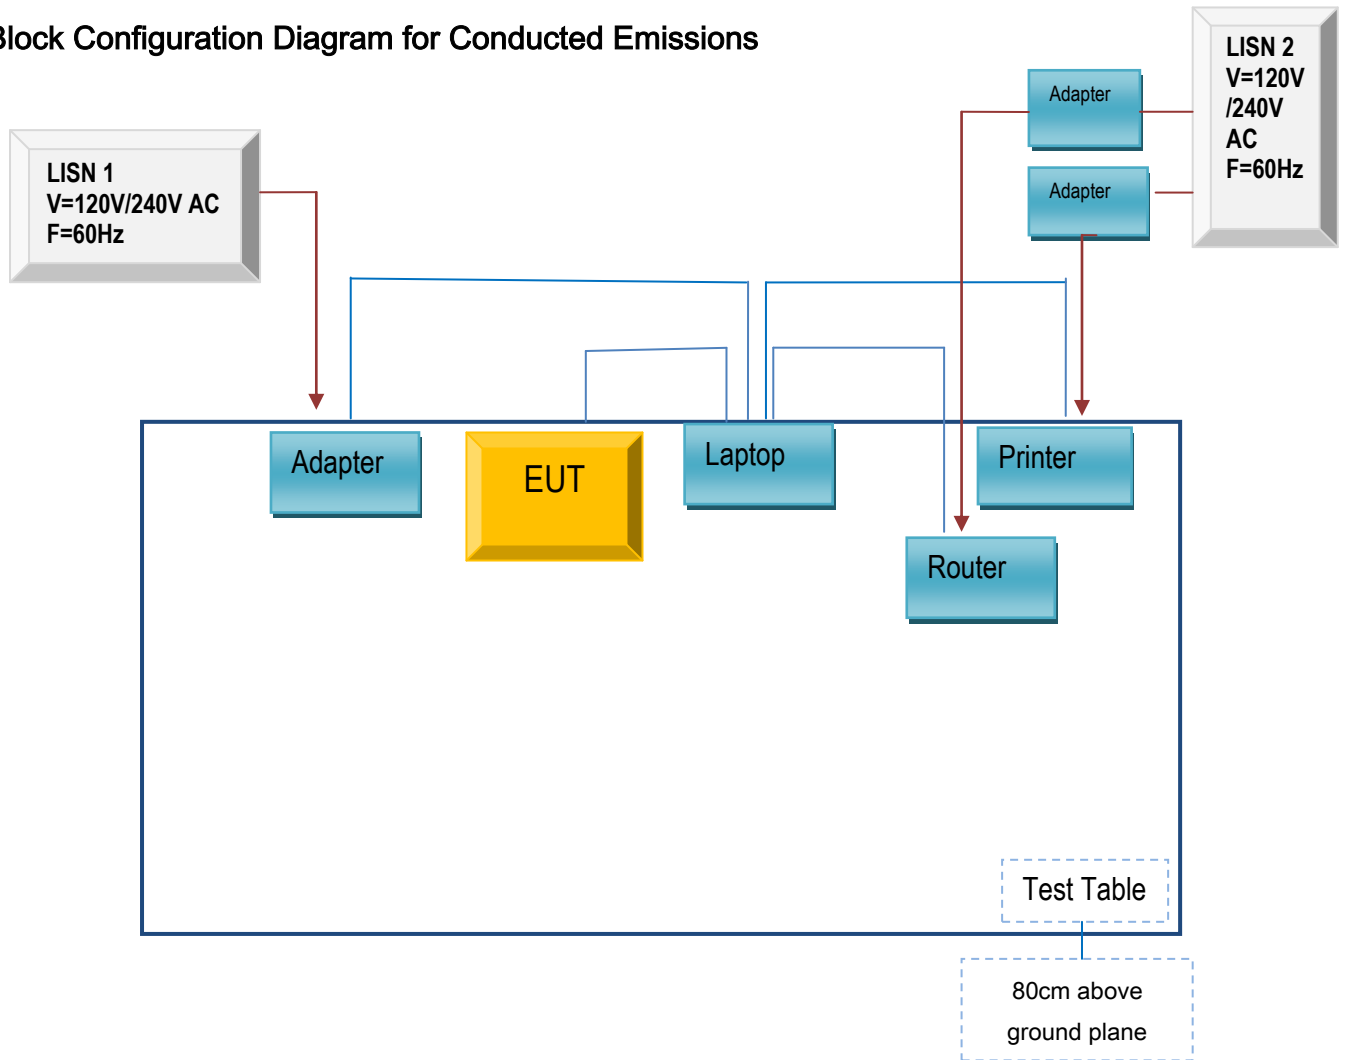 Block Configuration Diagram for Conducted Emissions
LISN 1
V=120V/240V AC
F=60Hz
Adapter
Adapter
LISN 2
V=120V
/240V
AC
F=60Hz
Adapter
EUT
Laptop
Printer
Router
Test Table
80cm above
ground plane